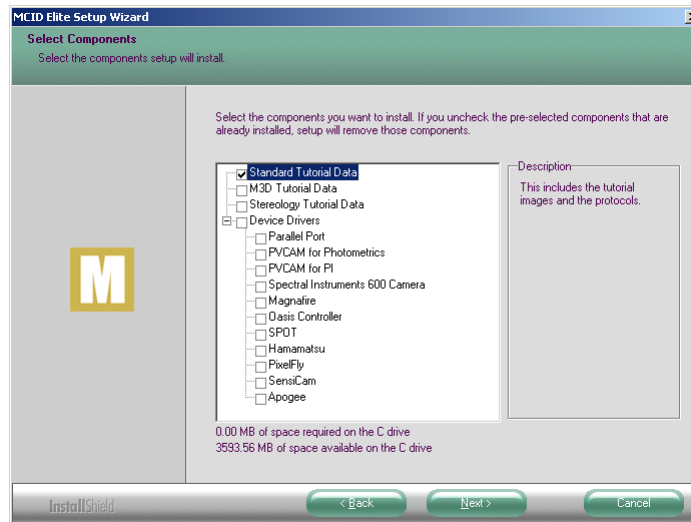 MCID Elite Setup Wizard
Select Components
Select the components setup will install.
Select the components you want to install. If you uncheck the pre-selected components that are
already installed, setup will remove those components.
Standard Tutorial Data
M3D Tutorial Data
Stereology Tutorial Data
Device Drivers
Parallel Port
PVCAM for Photometrics
PVCAM for PI
Spectral Instruments 600 Camera
Magnafire
Oasis Controller
SPOT
Hamamatsu
PixelFly
SensiCam
Apogee
Description
This includes the tutorial
images and the protocols.
M
0.00 MB of space required on the C drive
3593.56 MB of space available on the C drive
InstallShield
< Back
Next >
Cancel